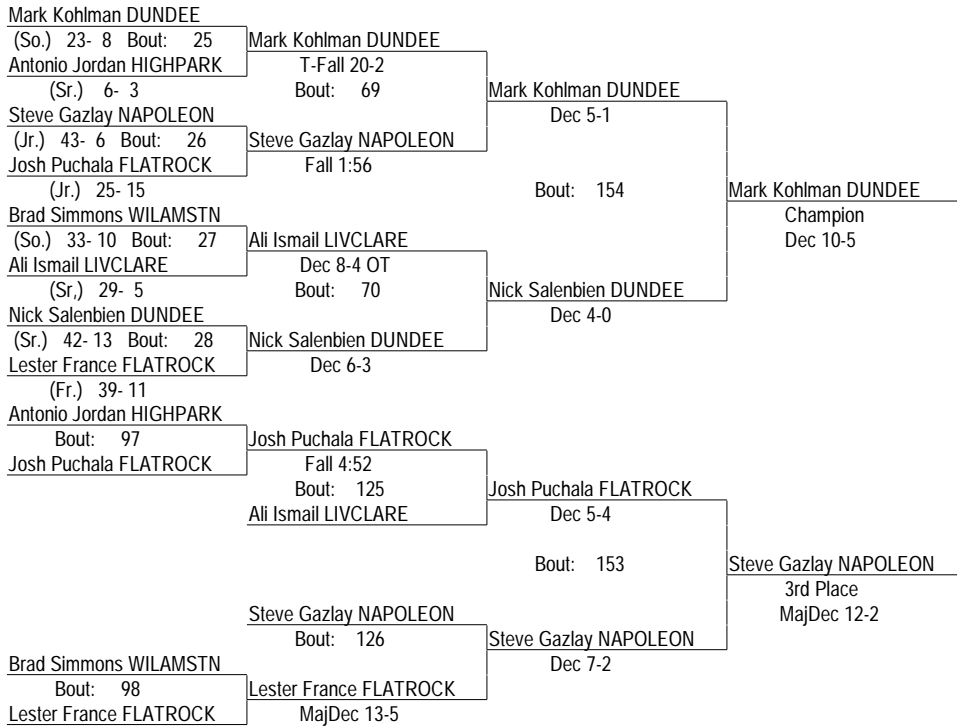 Mark Kohlman DUNDEE
(So.) 23- 8 Bout: 25 Mark Kohlman DUNDEE
Antonio Jordan HIGHPARK T-Fall 20-2
(Sr.) 6- 3 Bout: 69 Mark Kohlman DUNDEE
Steve Gazlay NAPOLEON Dec 5-1
(Jr.) 43- 6 Bout: 26 Steve Gazlay NAPOLEON
Josh Puchala FLATROCK Fall 1:56
(Jr.) 25- 15 Bout: 154 Mark Kohlman DUNDEE
Brad Simmons WILAMSTN Champion
(So.) 33- 10 Bout: 27 Ali Ismail LIVCLARE Dec 10-5
Ali Ismail LIVCLARE Dec 8-4 OT
(Sr,) 29- 5 Bout: 70 Nick Salenbien DUNDEE
Nick Salenbien DUNDEE Dec 4-0
(Sr.) 42- 13 Bout: 28 Nick Salenbien DUNDEE
Lester France FLATROCK Dec 6-3
(Fr.) 39- 11
Antonio Jordan HIGHPARK
Bout: 97 Josh Puchala FLATROCK
Josh Puchala FLATROCK Fall 4:52
Bout: 125 Josh Puchala FLATROCK
Ali Ismail LIVCLARE Dec 5-4
Bout: 153 Steve Gazlay NAPOLEON
3rd Place
Steve Gazlay NAPOLEON MajDec 12-2
Bout: 126 Steve Gazlay NAPOLEON
Brad Simmons WILAMSTN Dec 7-2
Bout: 98 Lester France FLATROCK
Lester France FLATROCK MajDec 13-5